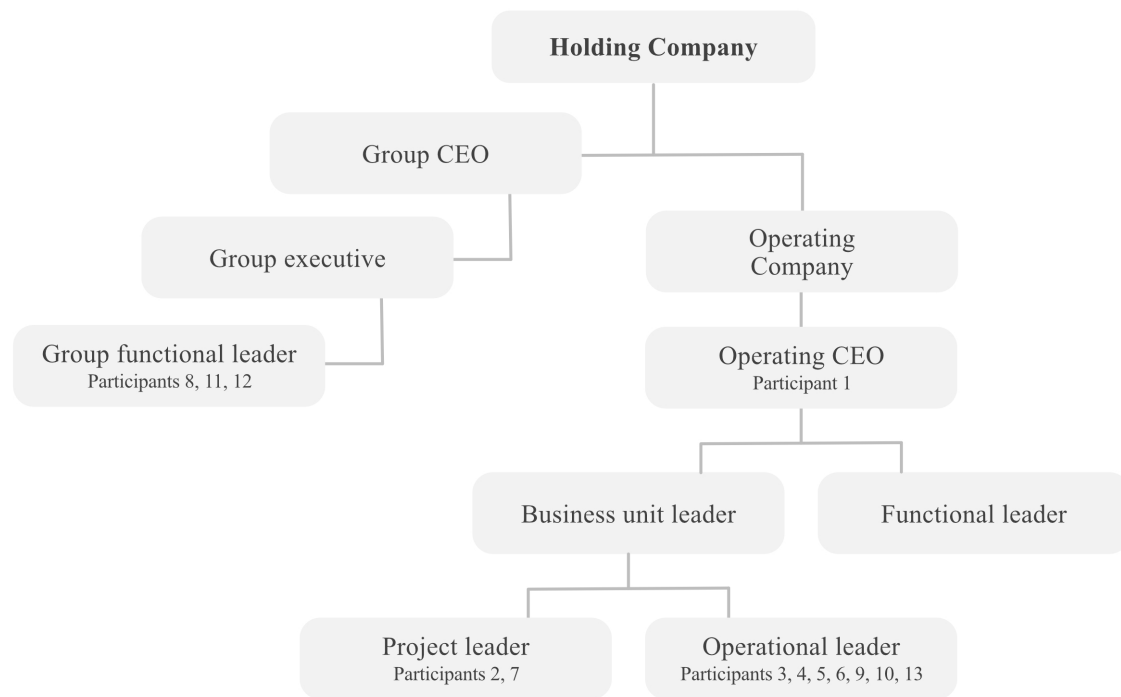 Holding Company
Group CEO
Group executive
Operating
Company
Group functional leader
Participants 8, 11, 12
Operating CEO
Participant 1
Business unit leader
Functional leader
Project leader
Participants 2, 7
Operational leader
Participants 3, 4, 5, 6, 9, 10, 13